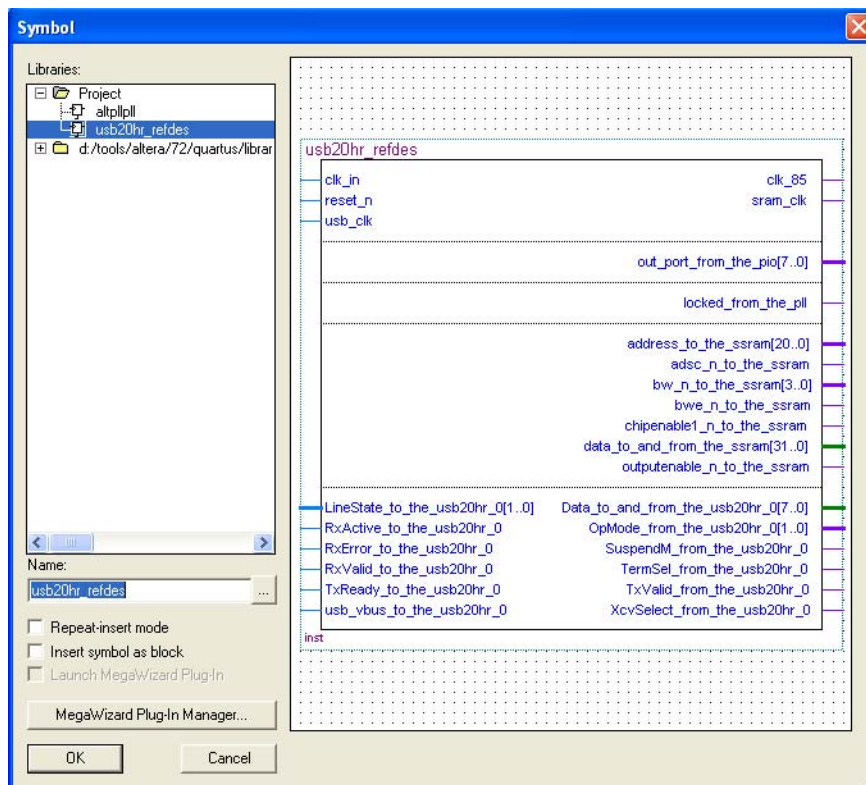 Symbol
Libraries:
Project
altpllpll
usb20hr_refdes
d:/tools/altera/72/quartus/librar
Name:
usb20hr_refdes
...
Repeat-insert mode
Insert symbol as block
Launch MegaWizard Plug-In
MegaWizard Plug-In Manager...
OK Cancel
usb20hr_refdes
clk_in clk_85
reset_n sram_clk
usb_clk
out_port_from_the_pio[7..0]
locked_from_the_pll
address_to_the_ssram[20..0]
adsc_n_to_the_ssram
bw_n_to_the_ssram[3..0]
bwe_n_to_the_ssram
chipenable1_n_to_the_ssram
data_to_and_from_the_ssram[31..0]
outputenable_n_to_the_ssram
LineState_to_the_usb20hr_0[1..0] Data_to_and_from_the_usb20hr_0[7..0]
RxActive_to_the_usb20hr_0 OpMode_from_the_usb20hr_0[1..0]
RxError_to_the_usb20hr_0 SuspendM_from_the_usb20hr_0
RxValid_to_the_usb20hr_0 TermSel_from_the_usb20hr_0
TxReady_to_the_usb20hr_0 TxValid_from_the_usb20hr_0
usb_vbus_to_the_usb20hr_0 XcvSelect_from_the_usb20hr_0
inst